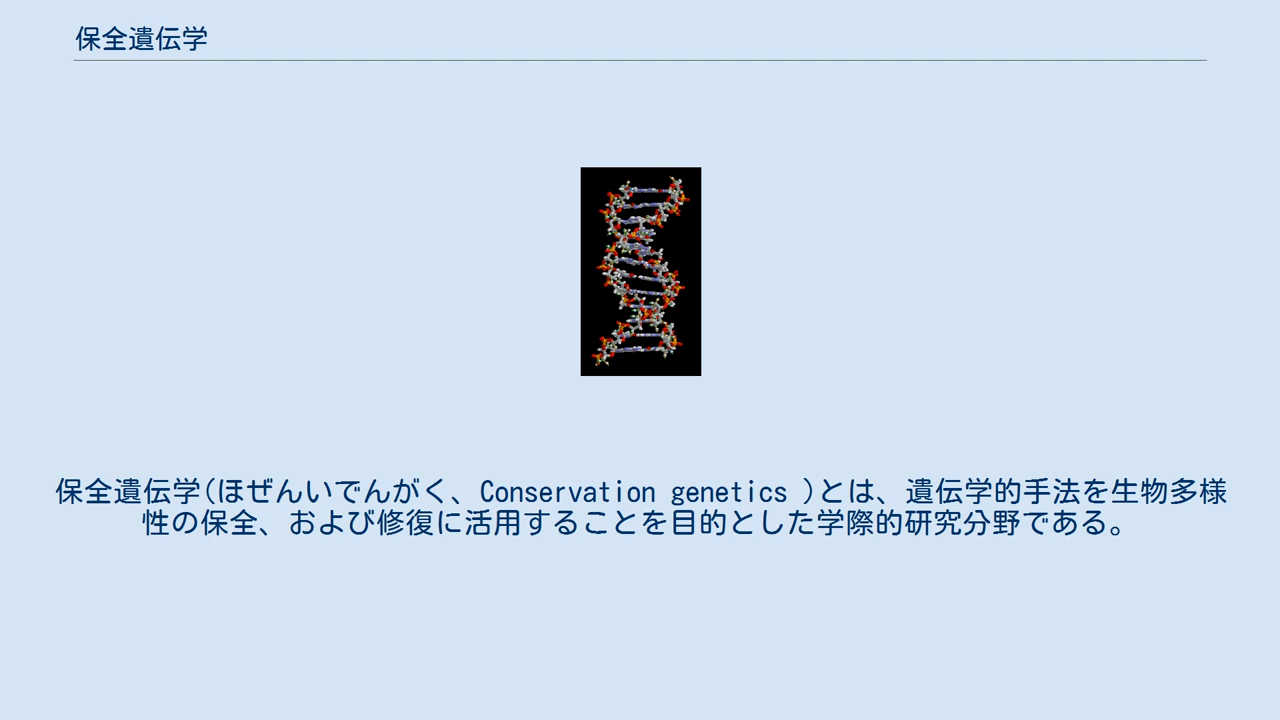 保全遺伝学
保全遺伝学(ほぜんいでんがく、Conservation genetics )とは、遺伝学的手法を生物多様
性の保全、および修復に活用することを目的とした学際的研究分野である。